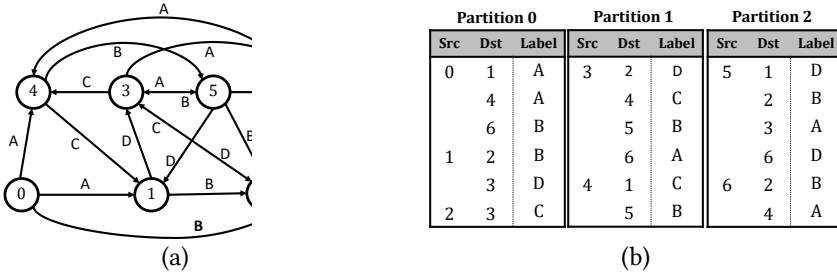 A
B
A
4
C
3
A
B
5
C
C
D
D
D
A
B
0
A
1
B
B
(a)
Partition 0 Partition 1 Partition 2
Src Dst Label Src Dst Label Src Dst Label
0 1 A 3 2 D 5 1 D
4 A 4 C 2 B
6 B 5 B 3 A
1 2 B 6 A 6 D
3 D 4 1 C 6 2 B
2 3 C 5 B 4 A
(b)